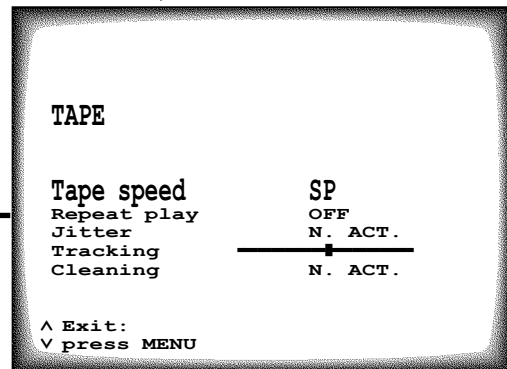 TAPE
Tape speed SP
Repeat play OFF
Jitter N. ACT.
Tracking
Cleaning N. ACT.
∧ Exit:
∨ press MENU